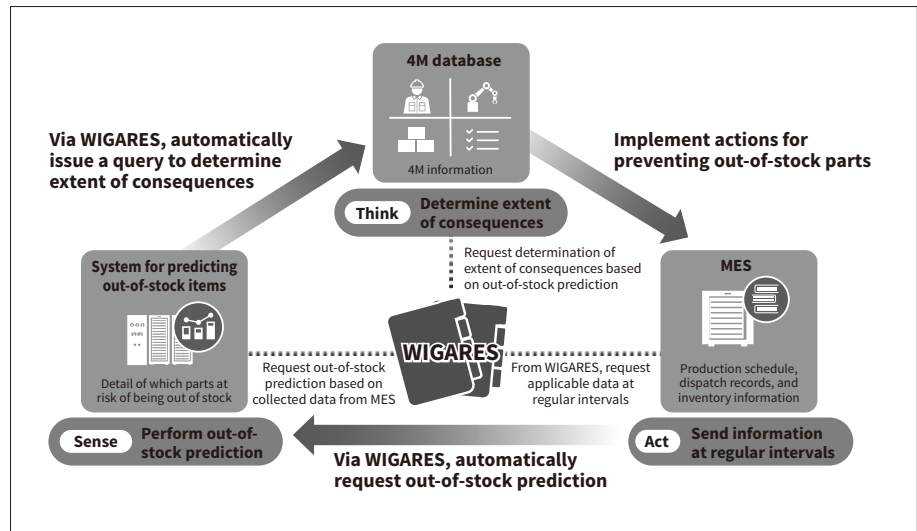 4M database
4M information
Think
Determine extent
of consequences
Via WIGARES, automatically
issue a query to determine
extent of consequences
Implement actions for
preventing out-of-stock parts
Request determination of
extent of consequences based
on out-of-stock prediction
System for predicting
out-of-stock items
Detail of which parts at
risk of being out of stock
Sense
Perform out-of-
stock prediction
Request out-of-stock
prediction based on
collected data from MES
WIGARES
From WIGARES, request
applicable data at
regular intervals
MES
Production schedule,
dispatch records, and
inventory information
Act
Send information
at regular intervals
Via WIGARES, automatically
request out-of-stock prediction